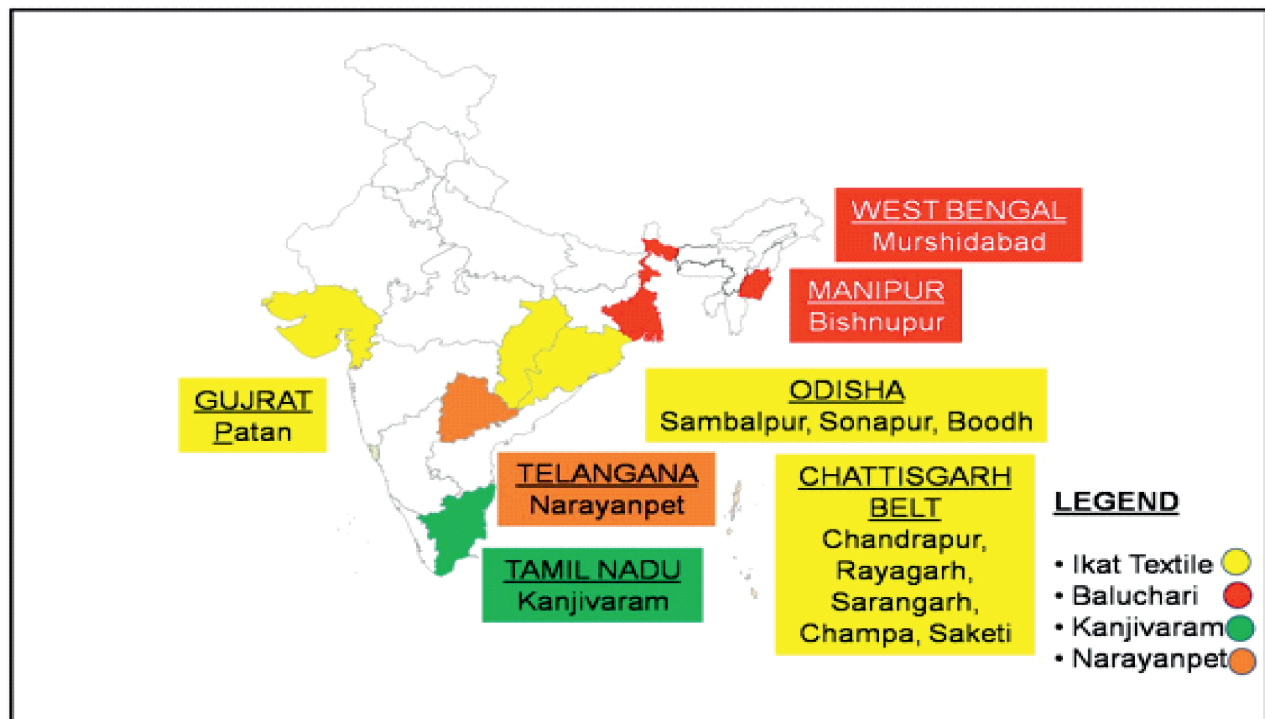 WEST BENGAL
Murshidabad
MANIPUR
Bishnupur
GUJRAT
Patan
ODISHA
Sambalpur, Sonapur, Boodh
TELANGANA
Narayanpet
CHATTISGARH
BELT
Chandrapur,
Rayagarh,
Sarangarh,
Champa, Saketi
TAMIL NADU
Kanjivaram
LEGEND
• Ikat Textile
• Baluchari
• Kanjivaram
• Narayanpet